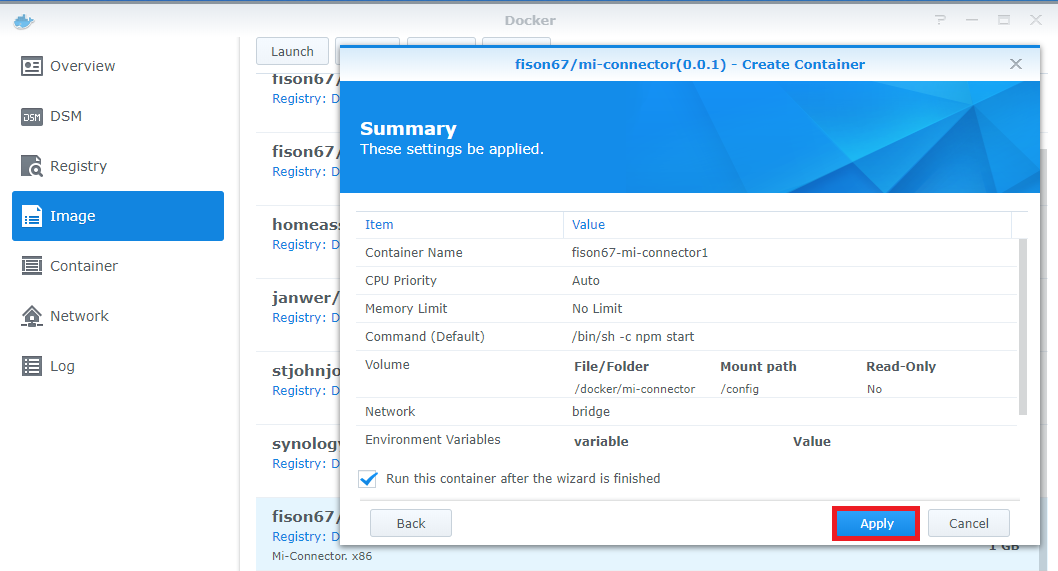 Docker
Overview
DSM
DSM
Registry
Image
Container
Network
Log
Launch
fison67/
Registry: D
fison67/
Registry: D
homeass
Registry: D
janwer/
Registry: D
stjohnjo
Registry: D
synology
Registry: D
fison67/
Registry: D
Mi-Connector. x86
1 GB
fison67/mi-connector(0.0.1) - Create Container
Summary
These settings be applied.
Item Value
Container Name fison67-mi-connector1
CPU Priority Auto
Memory Limit No Limit
Command (Default) /bin/sh -c npm start
Volume File/Folder Mount path Read-Only
/docker/mi-connector /config No
Network bridge
Environment Variables variable Value
Run this container after the wizard is finished
Back Apply Cancel